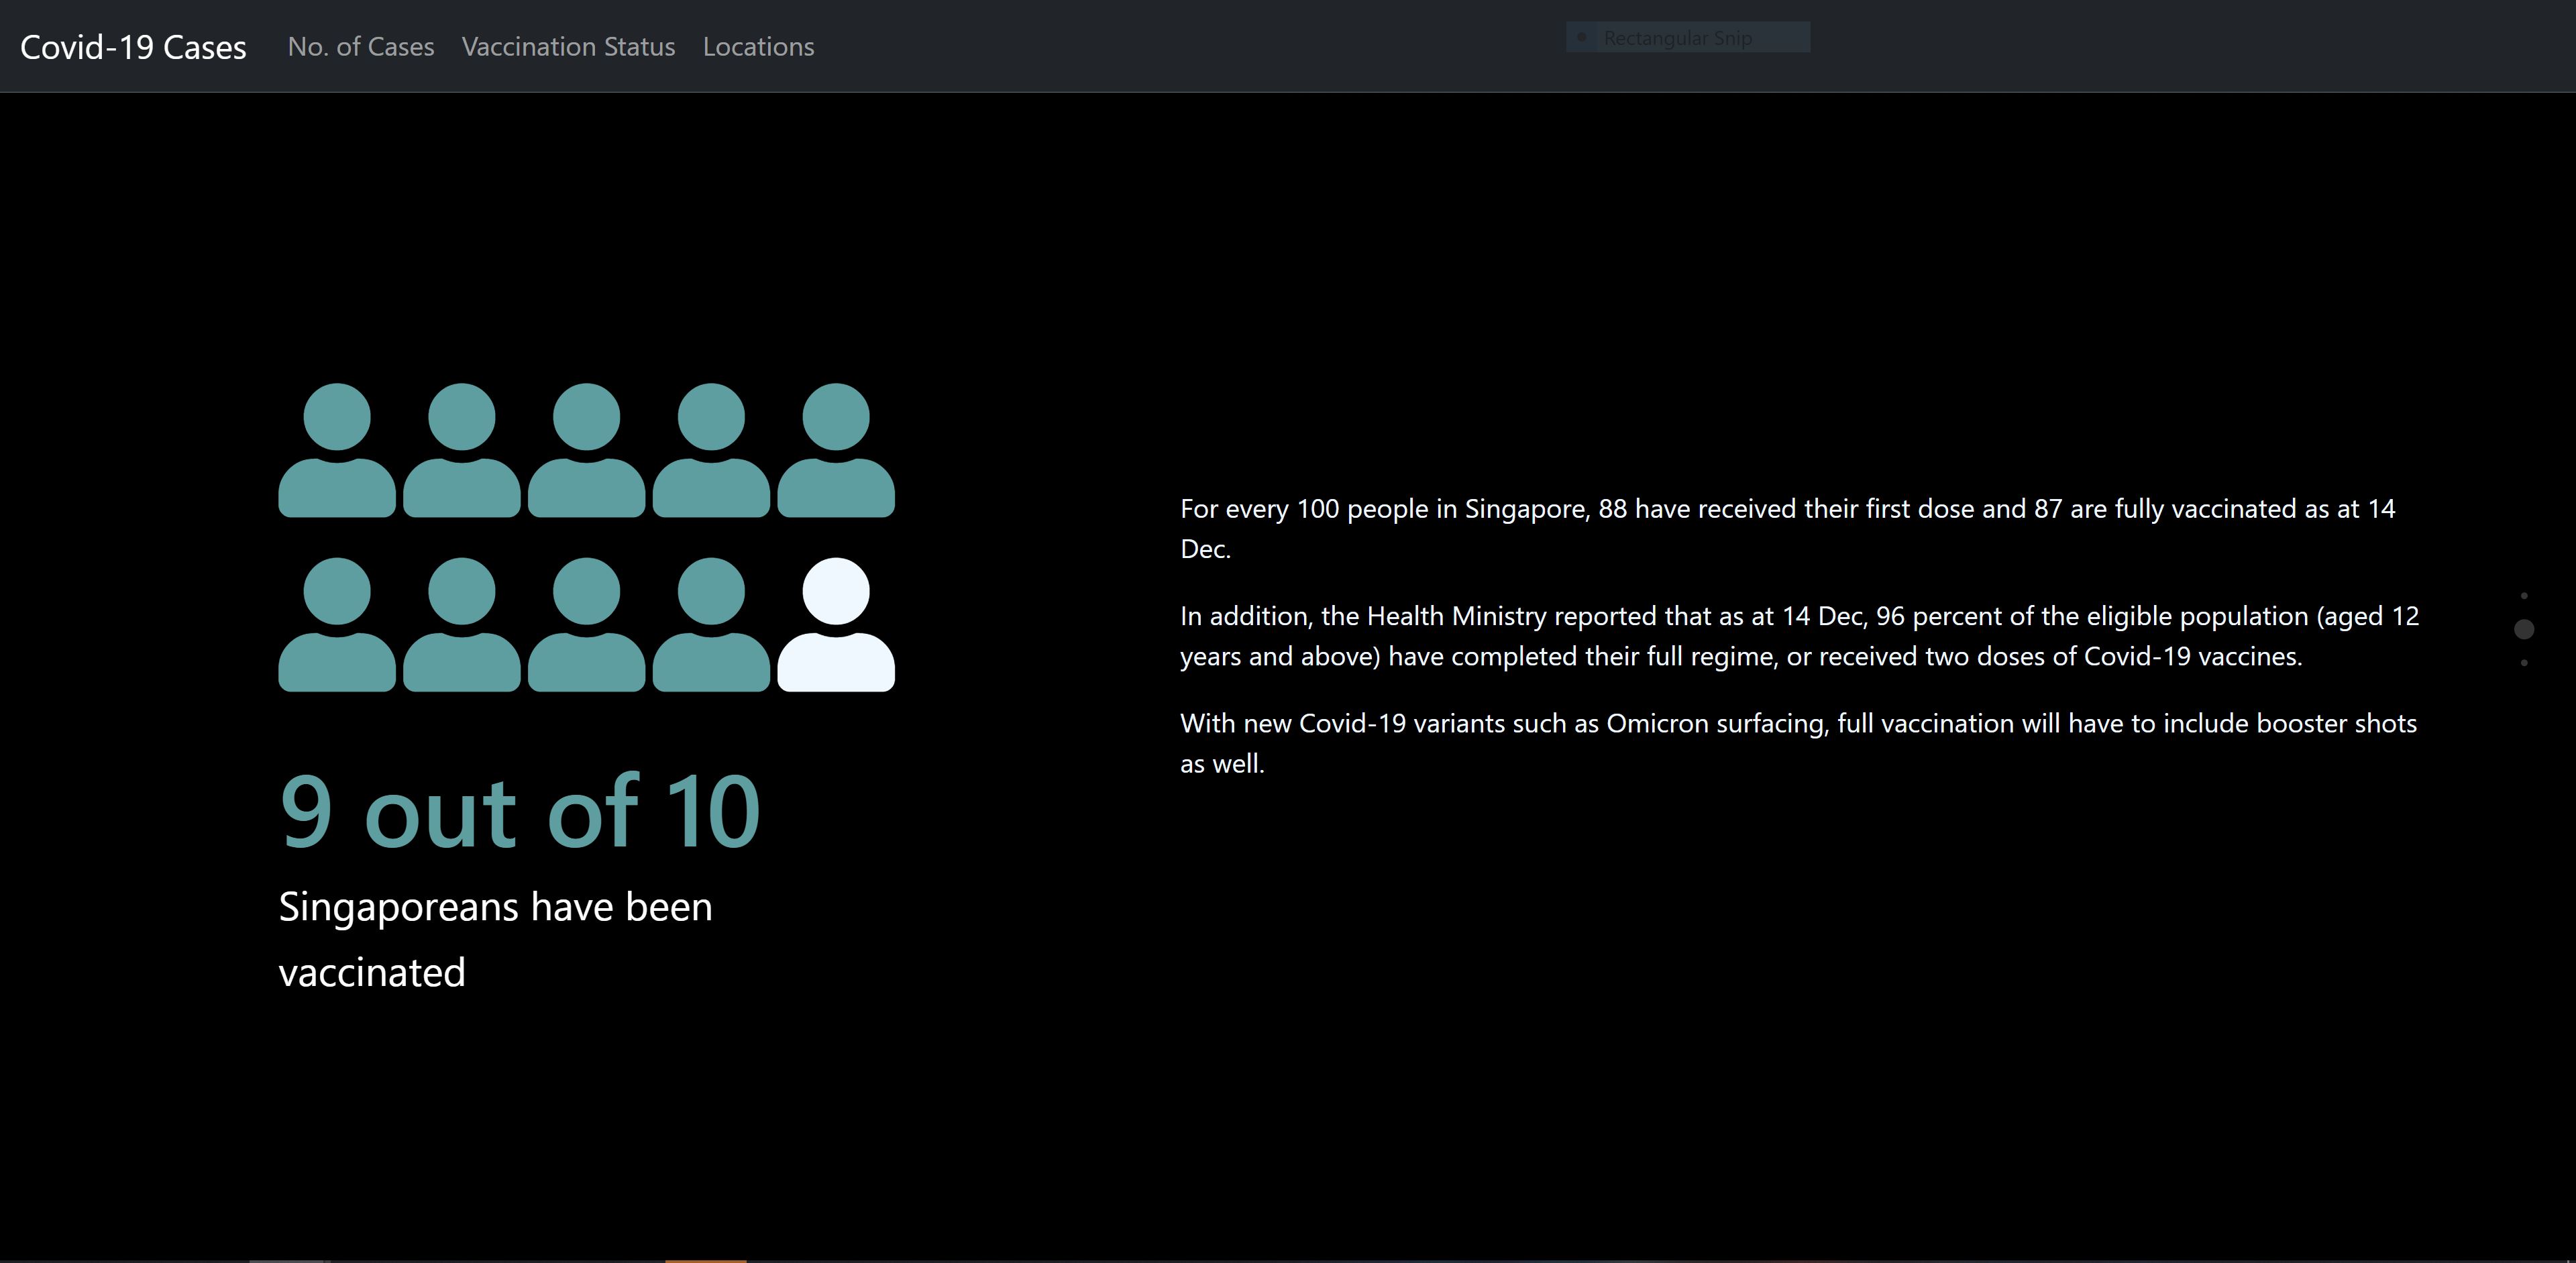 Covid-19 Cases
No. of Cases
Vaccination Status
Locations
Rectangular Snip
9 out of 10
Singaporeans have been
vaccinated
For every 100 people in Singapore, 88 have received their first dose and 87 are fully vaccinated as at 14
Dec.
In addition, the Health Ministry reported that as at 14 Dec, 96 percent of the eligible population (aged 12
years and above) have completed their full regime, or received two doses of Covid-19 vaccines.
With new Covid-19 variants such as Omicron surfacing, full vaccination will have to include booster shots
as well.